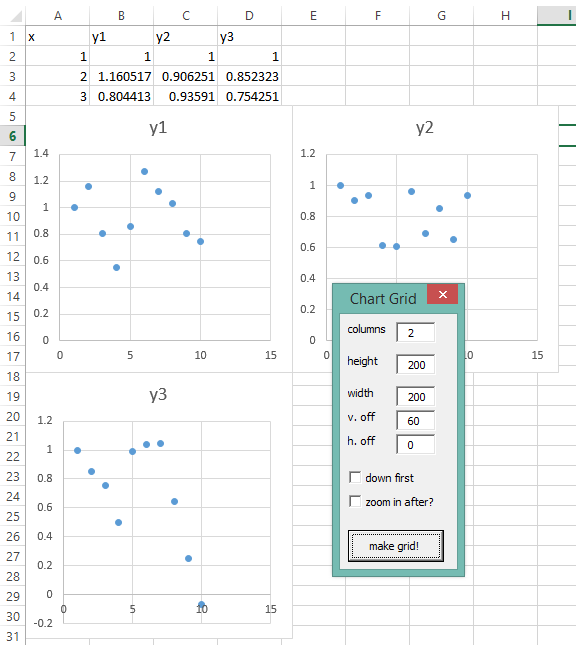 A B C D E F G H I
1 x y1 y2 y3
2 1 1 1 1
3 2 1.160517 0.906251 0.852323
4 3 0.804413 0.93591 0.754251
5
6
7
8
9
10
11
12
13
14
15
16
17
18
19
20
21
22
23
24
25
26
27
28
29
30
31
y1
1.4
1.2
1
0.8
0.6
0.4
0.2
0
0 5 10 15
y2
1.2
1
0.8
0.6
0.4
0.2
0
0 10 15
y3
1.2
1
0.8
0.6
0.4
0.2
0
-0.2
0 5 10 15
Chart Grid
columns 2
height 200
width 200
v. off 60
h. off 0
down first
zoom in after?
make grid!